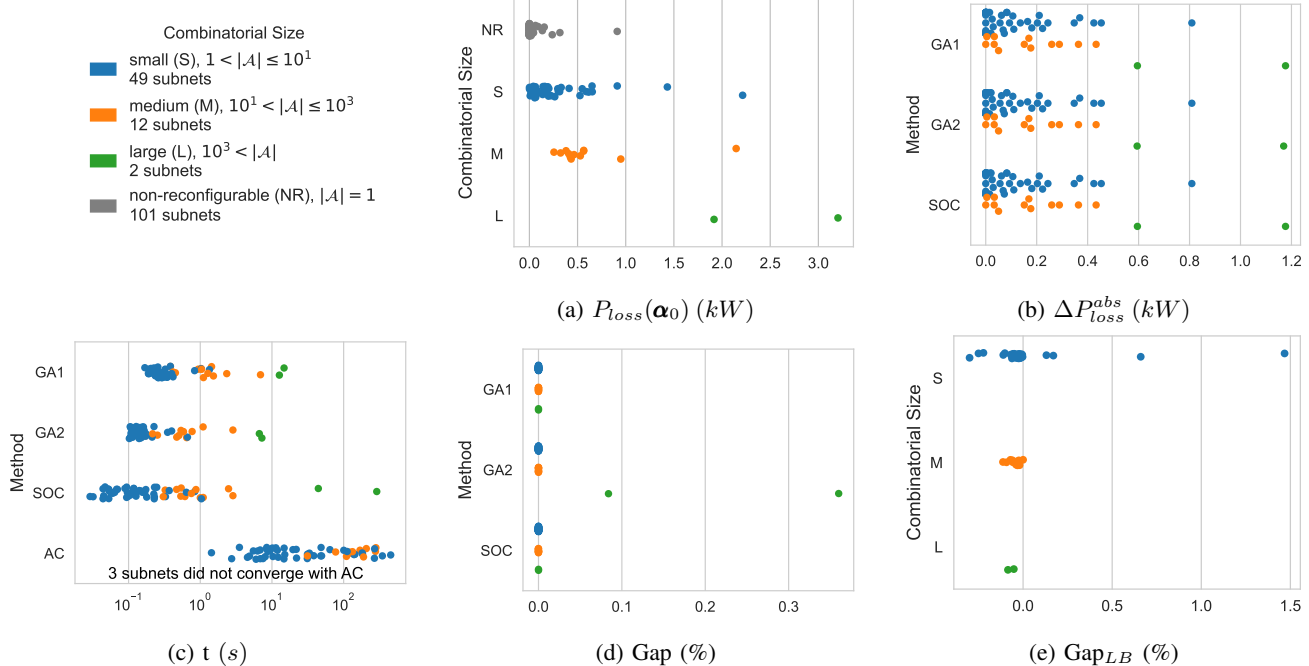 Combinatorial Size
small (S), 1 < |𝒜| ≤ 10¹
49 subnets
medium (M), 10¹ < |𝒜| ≤ 10³
12 subnets
large (L), 10³ < |𝒜|
2 subnets
non-reconfigurable (NR), |𝒜| = 1
101 subnets
Combinatorial Size
NR
S
M
L
0.0 0.5 1.0 1.5 2.0 2.5 3.0
(a) P_loss(α₀) (kW)
Method
GA1
GA2
SOC
0.0 0.2 0.4 0.6 0.8 1.0 1.2
(b) ΔP_loss^abs (kW)
Method
GA1
GA2
SOC
AC
3 subnets did not converge with AC
10⁻¹ 10⁰ 10¹ 10²
(c) t (s)
Method
GA1
GA2
SOC
0.0 0.1 0.2 0.3
(d) Gap (%)
Combinatorial Size
S
M
L
0.0 0.5 1.0 1.5
(e) Gap_LB (%)